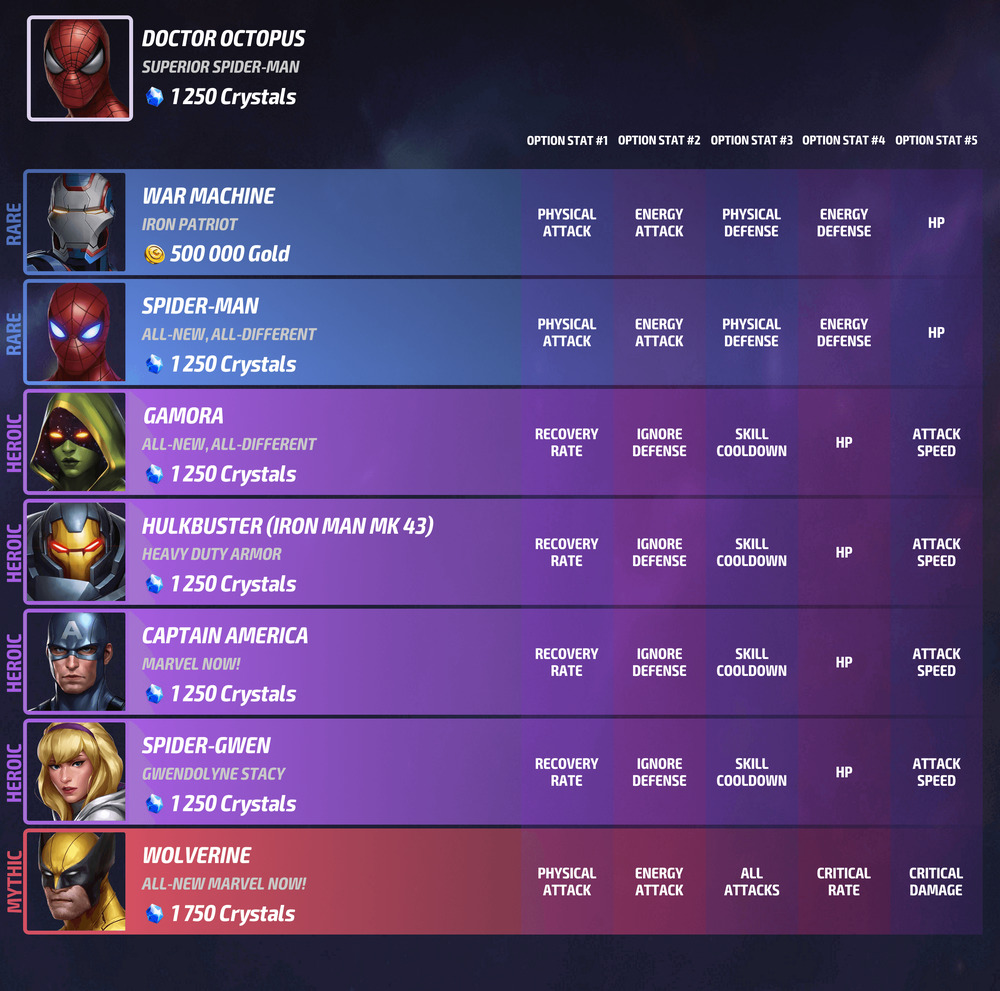 DOCTOR OCTOPUS
SUPERIOR SPIDER-MAN
1 250 Crystals
OPTION STAT #1 OPTION STAT #2 OPTION STAT #3 OPTION STAT #4 OPTION STAT #5
RARE
WAR MACHINE
IRON PATRIOT
500 000 Gold
PHYSICAL ATTACK
ENERGY ATTACK
PHYSICAL DEFENSE
ENERGY DEFENSE
HP
RARE
SPIDER-MAN
ALL-NEW, ALL-DIFFERENT
1 250 Crystals
PHYSICAL ATTACK
ENERGY ATTACK
PHYSICAL DEFENSE
ENERGY DEFENSE
HP
HEROIC
GAMORA
ALL-NEW, ALL-DIFFERENT
1 250 Crystals
RECOVERY RATE
IGNORE DEFENSE
SKILL COOLDOWN
HP
ATTACK SPEED
HEROIC
HULKBUSTER (IRON MAN MK 43)
HEAVY DUTY ARMOR
1 250 Crystals
RECOVERY RATE
IGNORE DEFENSE
SKILL COOLDOWN
HP
ATTACK SPEED
HEROIC
A
CAPTAIN AMERICA
MARVEL NOW!
1 250 Crystals
RECOVERY RATE
IGNORE DEFENSE
SKILL COOLDOWN
HP
ATTACK SPEED
HEROIC
SPIDER-GWEN
GWENDOLYNE STACY
1 250 Crystals
RECOVERY RATE
IGNORE DEFENSE
SKILL COOLDOWN
HP
ATTACK SPEED
MYTHIC
WOLVERINE
ALL-NEW MARVEL NOW!
1 750 Crystals
PHYSICAL ATTACK
ENERGY ATTACK
ALL ATTACKS
CRITICAL RATE
CRITICAL DAMAGE